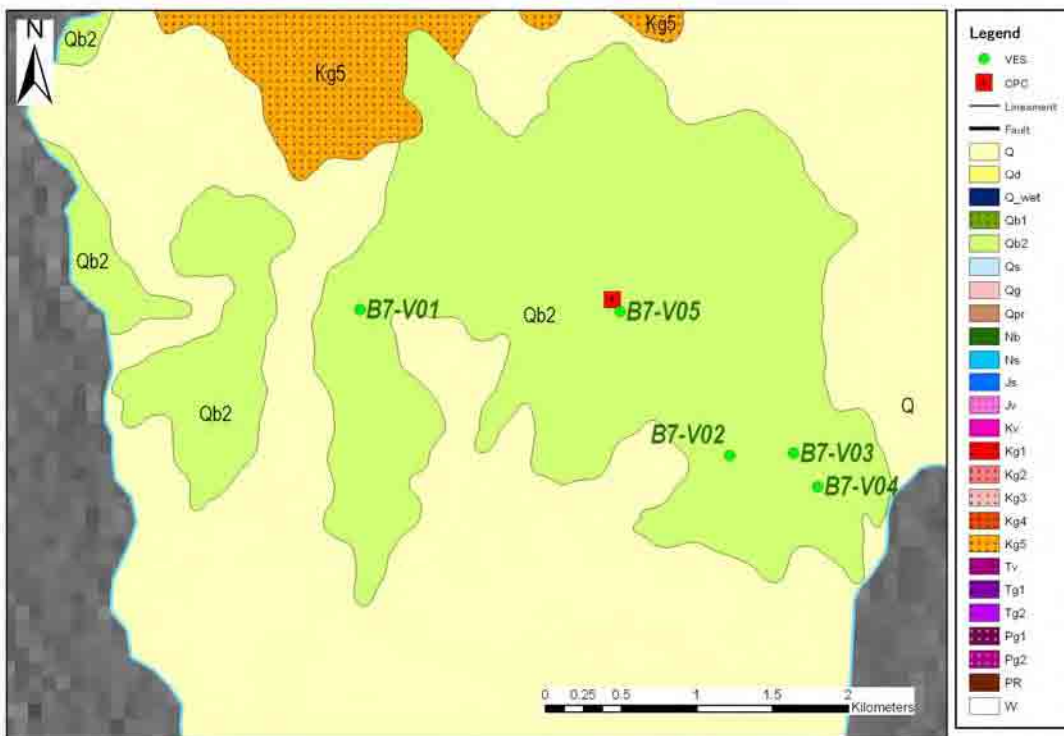 N
Qb2
Kg5
Kg5
Qb2
Qb2
Qb2
Q
B7-V01
B7-V05
B7-V02
B7-V03
B7-V04
0 0.25 0.5 1 1.5 2
Kilometers
Legend
VES
CPC
Lineament
Fault
Q
Qd
Q_wet
Qb1
Qb2
Qs
Qg
Qpr
Nb
Ns
Js
Jv
Kv
Kg1
Kg2
Kg3
Kg4
Kg5
Tv
Tg1
Tg2
Pg1
Pg2
PR
W